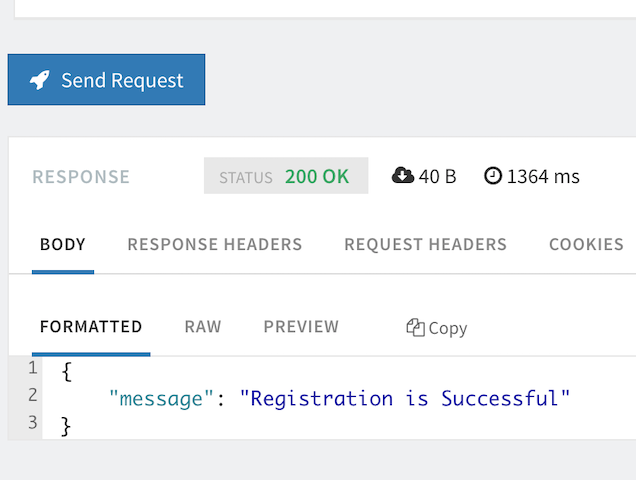 Send Request
RESPONSE STATUS 200 OK 40 B 1364 ms
BODY RESPONSE HEADERS REQUEST HEADERS COOKIES
FORMATTED RAW PREVIEW Copy
1 {
2 "message": "Registration is Successful"
3 }